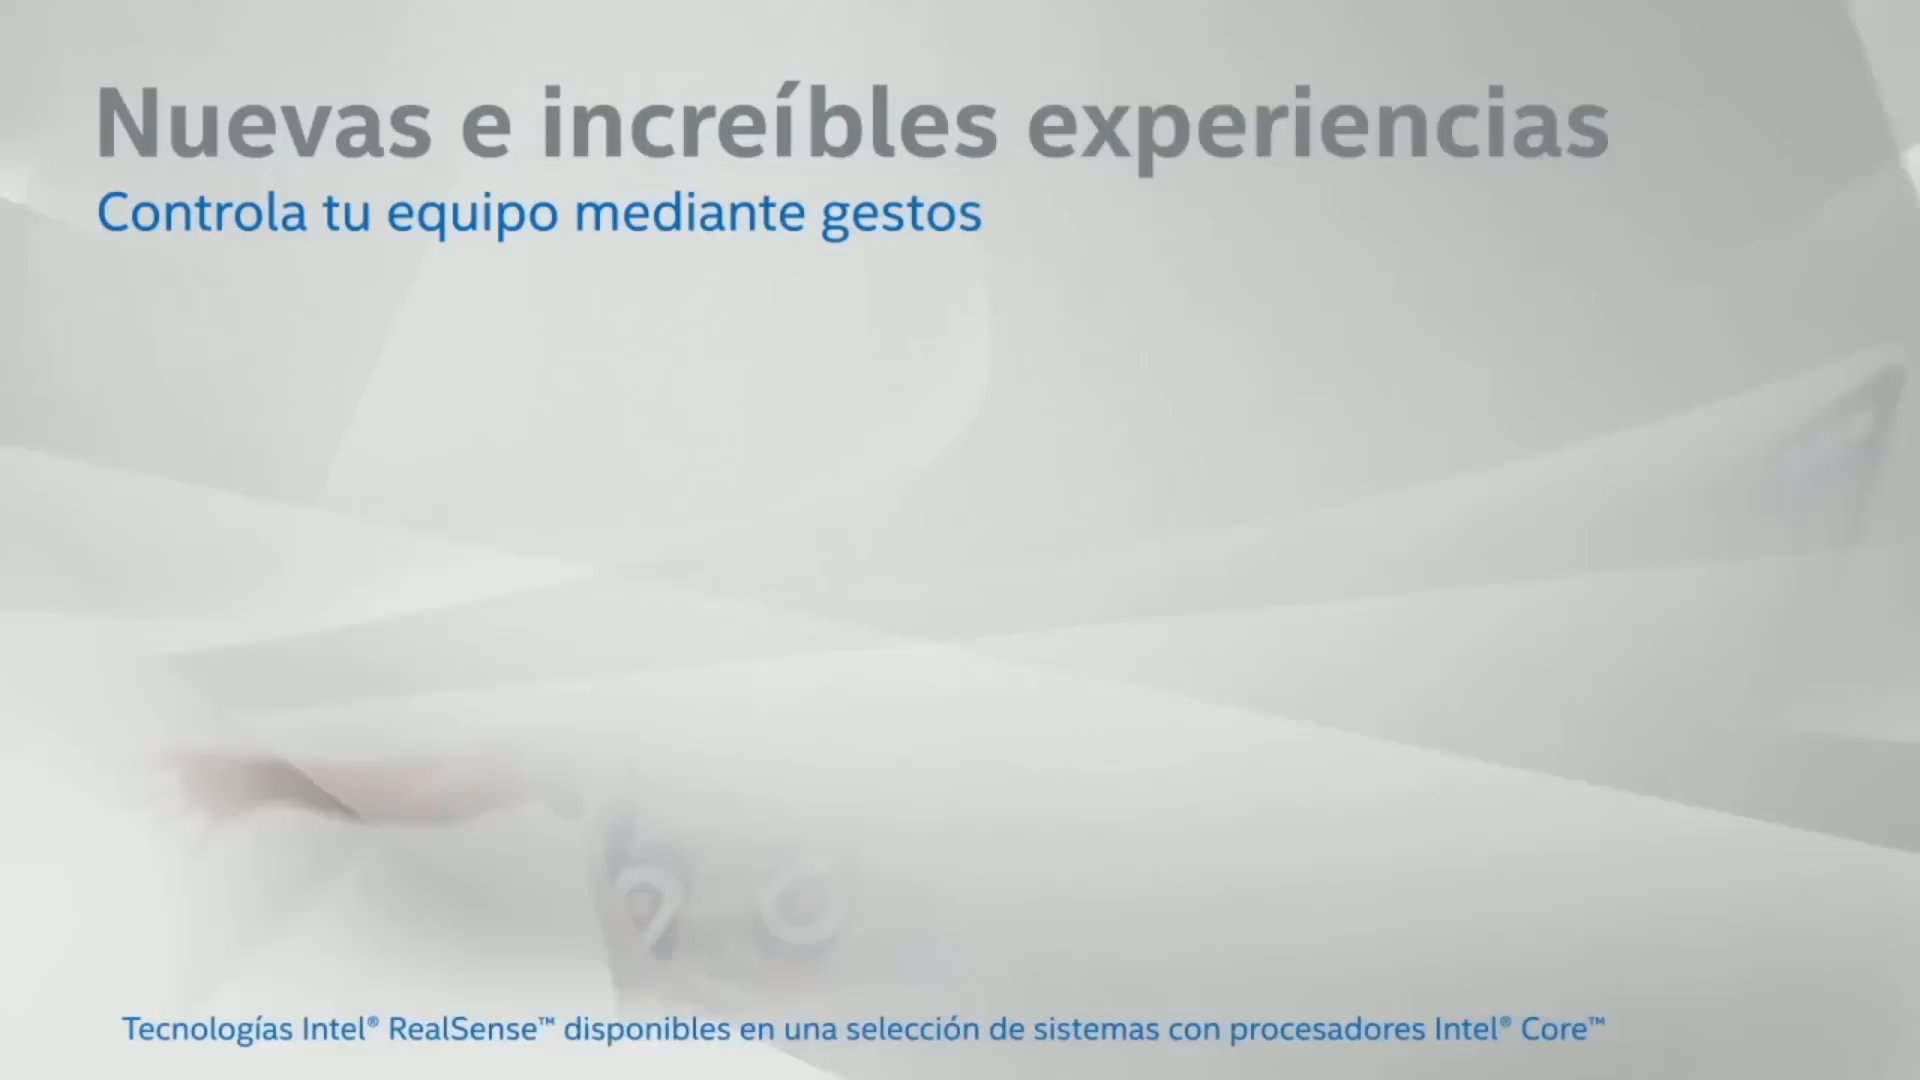 Nuevas e increíbles experiencias
Controla tu equipo mediante gestos
Tecnologías Intel® RealSense™ disponibles en una selección de sistemas con procesadores Intel® Core™